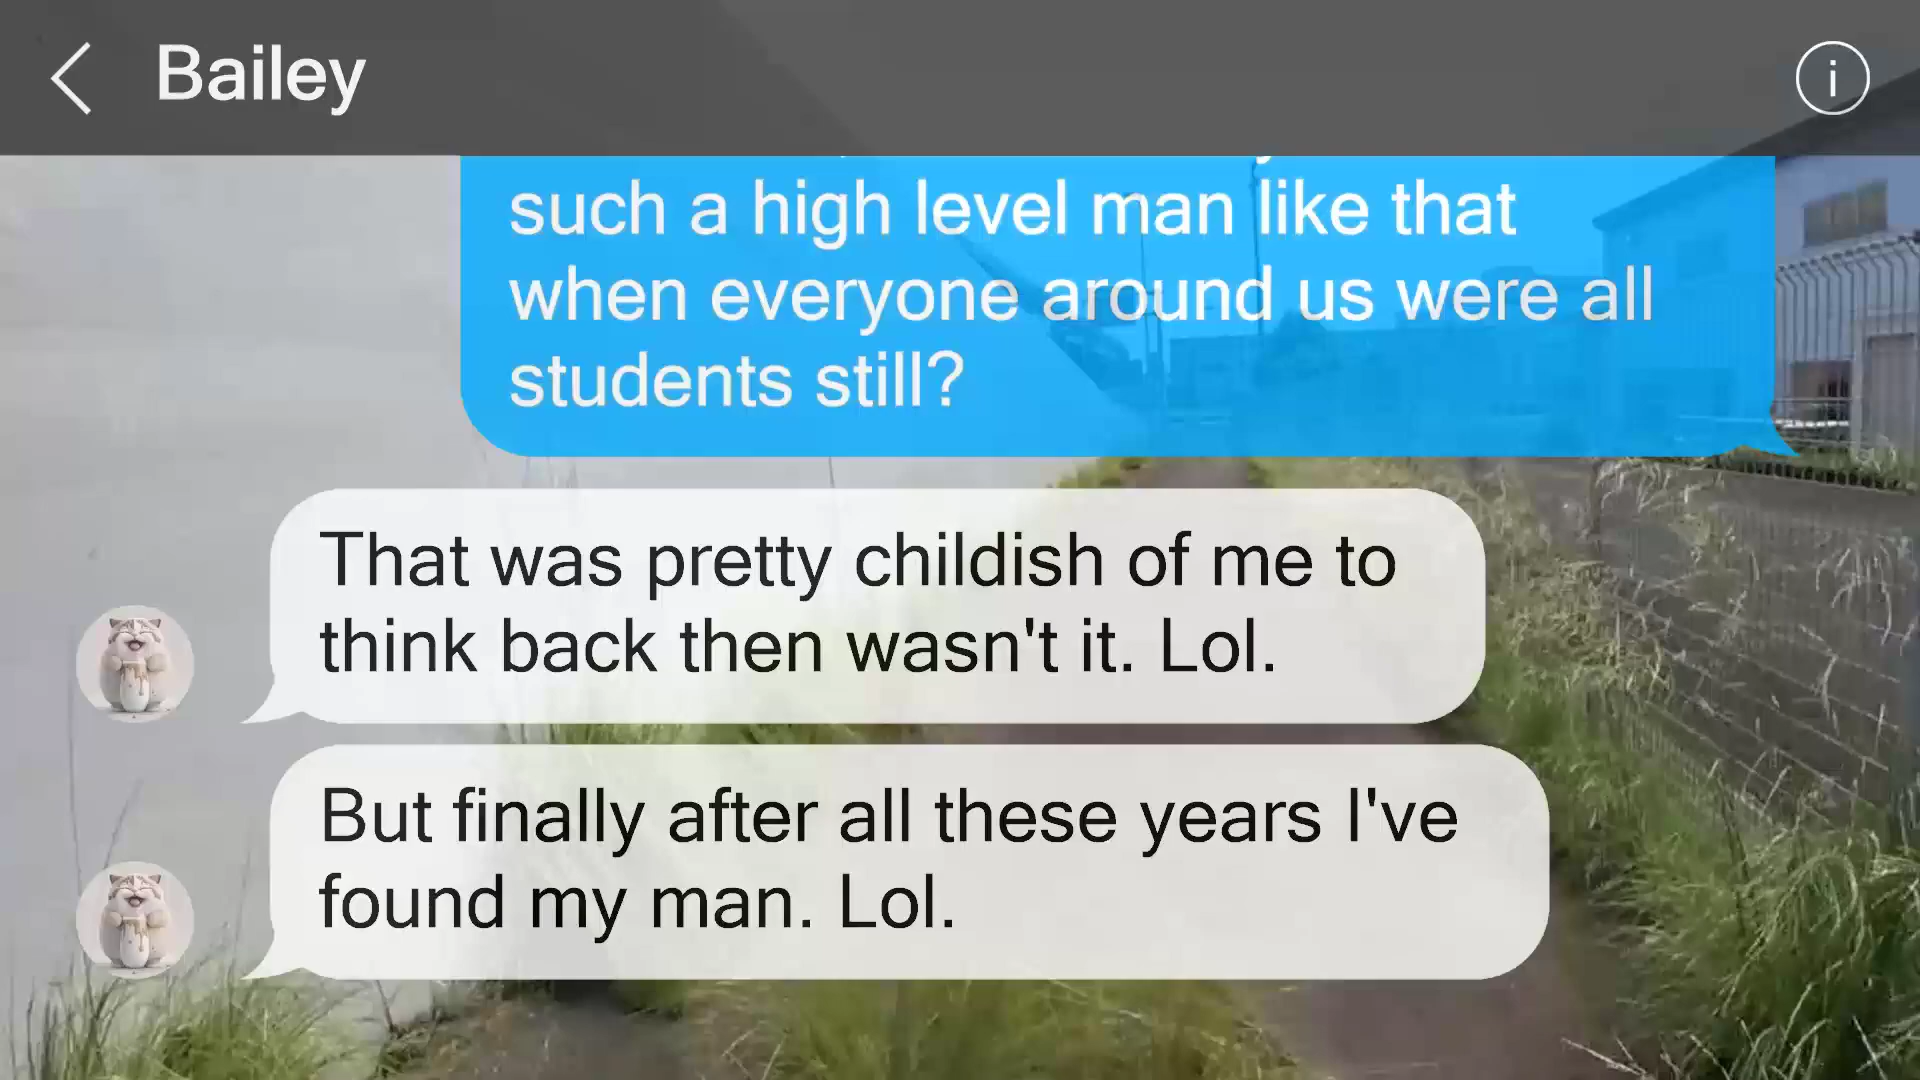 Bailey
i
such a high level man like that
when everyone around us were all
students still?
That was pretty childish of me to
think back then wasn't it. Lol.
But finally after all these years I've
found my man. Lol.